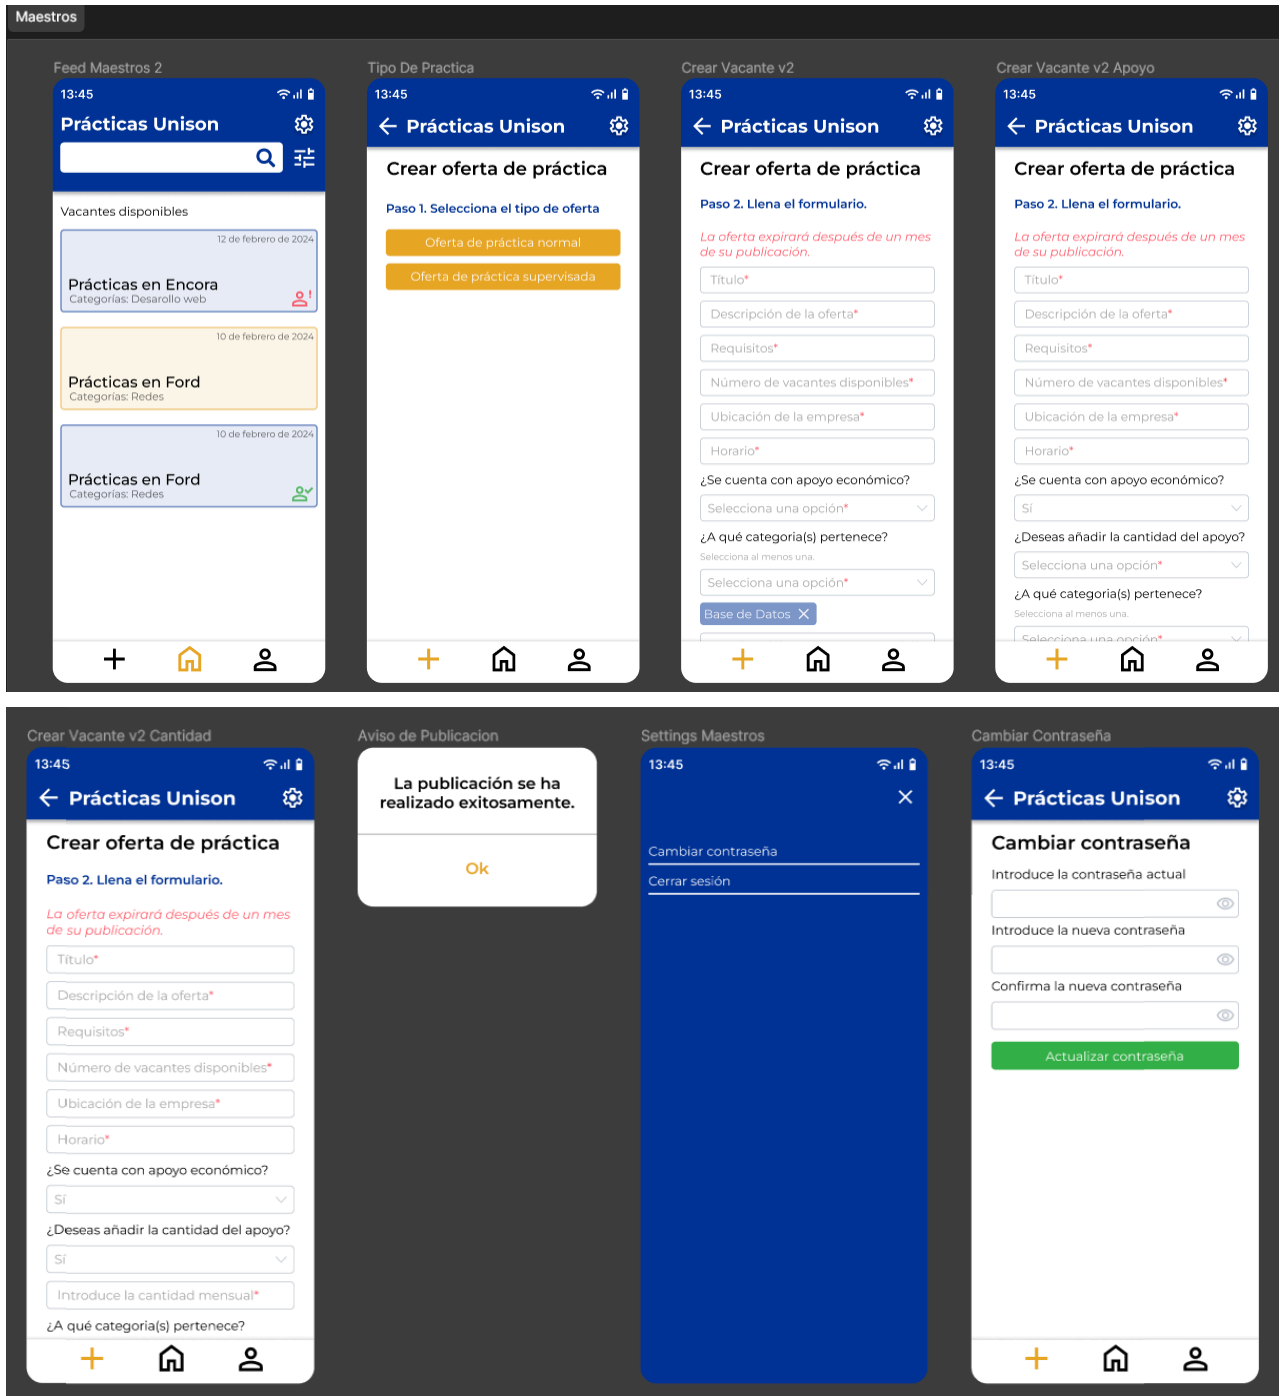 Maestros
Feed Maestros 2
13:45
Prácticas Unison
Vacantes disponibles
12 de febrero de 2024
Prácticas en Encora
Categorías: Desarollo web
10 de febrero de 2024
Prácticas en Ford
Categorías: Redes
10 de febrero de 2024
Prácticas en Ford
Categorías: Redes
Tipo De Practica
13:45
Prácticas Unison
Crear oferta de práctica
Paso 1. Selecciona el tipo de oferta
Oferta de práctica normal
Oferta de práctica supervisada
Crear Vacante v2
13:45
Prácticas Unison
Crear oferta de práctica
Paso 2. Llena el formulario.
La oferta expirará después de un mes
de su publicación.
Título*
Descripción de la oferta*
Requisitos*
Número de vacantes disponibles*
Ubicación de la empresa*
Horario*
¿Se cuenta con apoyo económico?
Selecciona una opción*
¿A qué categoria(s) pertenece?
Selecciona al menos una.
Selecciona una opción*
Base de Datos
Crear Vacante v2 Apoyo
13:45
Prácticas Unison
Crear oferta de práctica
Paso 2. Llena el formulario.
La oferta expirará después de un mes
de su publicación.
Título*
Descripción de la oferta*
Requisitos*
Número de vacantes disponibles*
Ubicación de la empresa*
Horario*
¿Se cuenta con apoyo económico?
Sí
¿Deseas añadir la cantidad del apoyo?
Selecciona una opción*
¿A qué categoria(s) pertenece?
Selecciona al menos una.
Selecciona una opción*
Crear Vacante v2 Cantidad
13:45
Prácticas Unison
Crear oferta de práctica
Paso 2. Llena el formulario.
La oferta expirará después de un mes
de su publicación.
Título*
Descripción de la oferta*
Requisitos*
Número de vacantes disponibles*
Ubicación de la empresa*
Horario*
¿Se cuenta con apoyo económico?
Sí
¿Deseas añadir la cantidad del apoyo?
Sí
Introduce la cantidad mensual*
¿A qué categoria(s) pertenece?
Aviso de Publicacion
La publicación se ha
realizado exitosamente.
Ok
Settings Maestros
13:45
Cambiar contraseña
Cerrar sesión
Cambiar Contraseña
13:45
Prácticas Unison
Cambiar contraseña
Introduce la contraseña actual
Introduce la nueva contraseña
Confirma la nueva contraseña
Actualizar contraseña